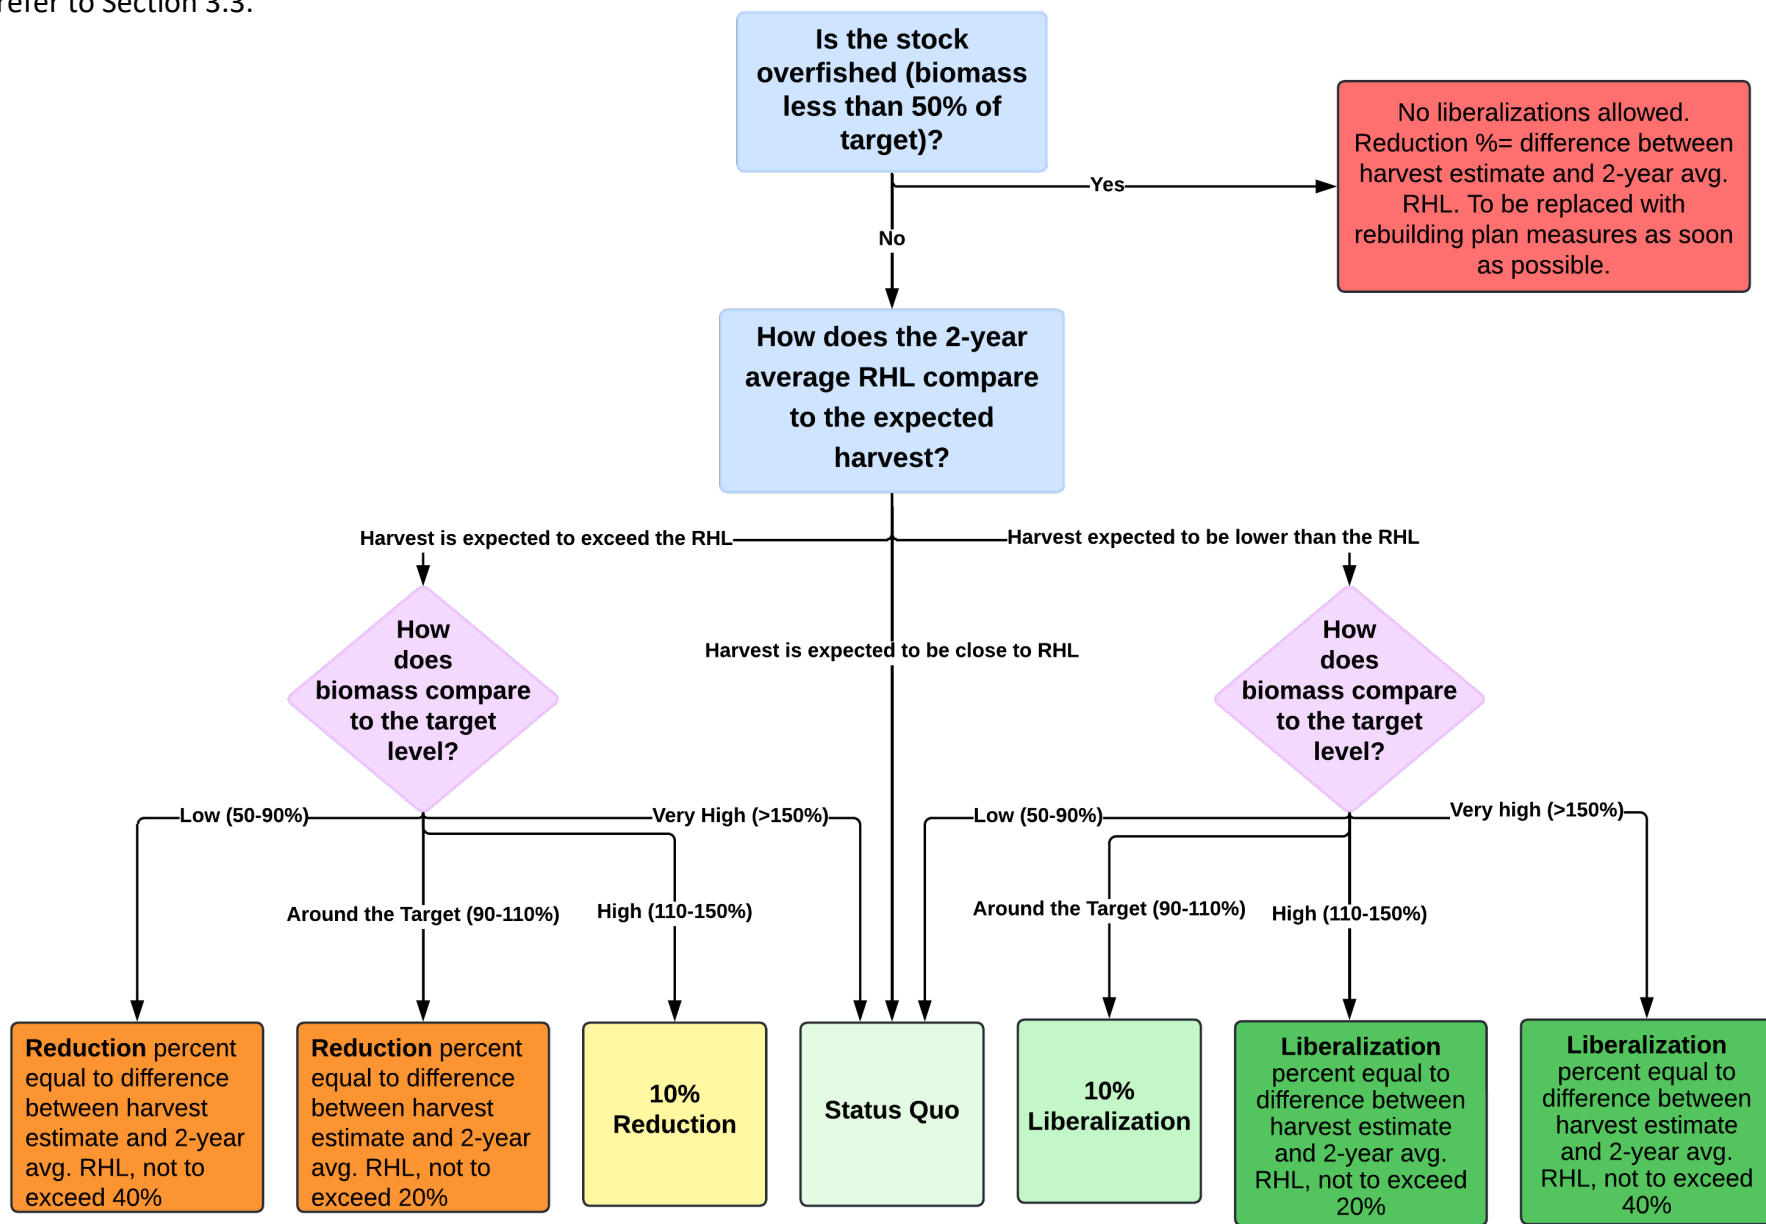 refer to Section 3.3.
Is the stock
overfished (biomass
less than 50% of
target)?
No liberalizations allowed.
Reduction %= difference between
harvest estimate and 2-year avg.
RHL. To be replaced with
rebuilding plan measures as soon
as possible.
Yes
No
How does the 2-year
average RHL compare
to the expected
harvest?
Harvest is expected to exceed the RHL
Harvest expected to be lower than the RHL
Harvest is expected to be close to RHL
How
does
biomass compare
to the target
level?
How
does
biomass compare
to the target
level?
Low (50-90%)
Very High (>150%)
Around the Target (90-110%)
High (110-150%)
Low (50-90%)
Very high (>150%)
Around the Target (90-110%)
High (110-150%)
Reduction percent
equal to difference
between harvest
estimate and 2-year
avg. RHL, not to
exceed 40%
Reduction percent
equal to difference
between harvest
estimate and 2-year
avg. RHL, not to
exceed 20%
10%
Reduction
Status Quo
10%
Liberalization
Liberalization
percent equal to
difference between
harvest estimate
and 2-year avg.
RHL, not to exceed
20%
Liberalization
percent equal to
difference between
harvest estimate
and 2-year avg.
RHL, not to exceed
40%